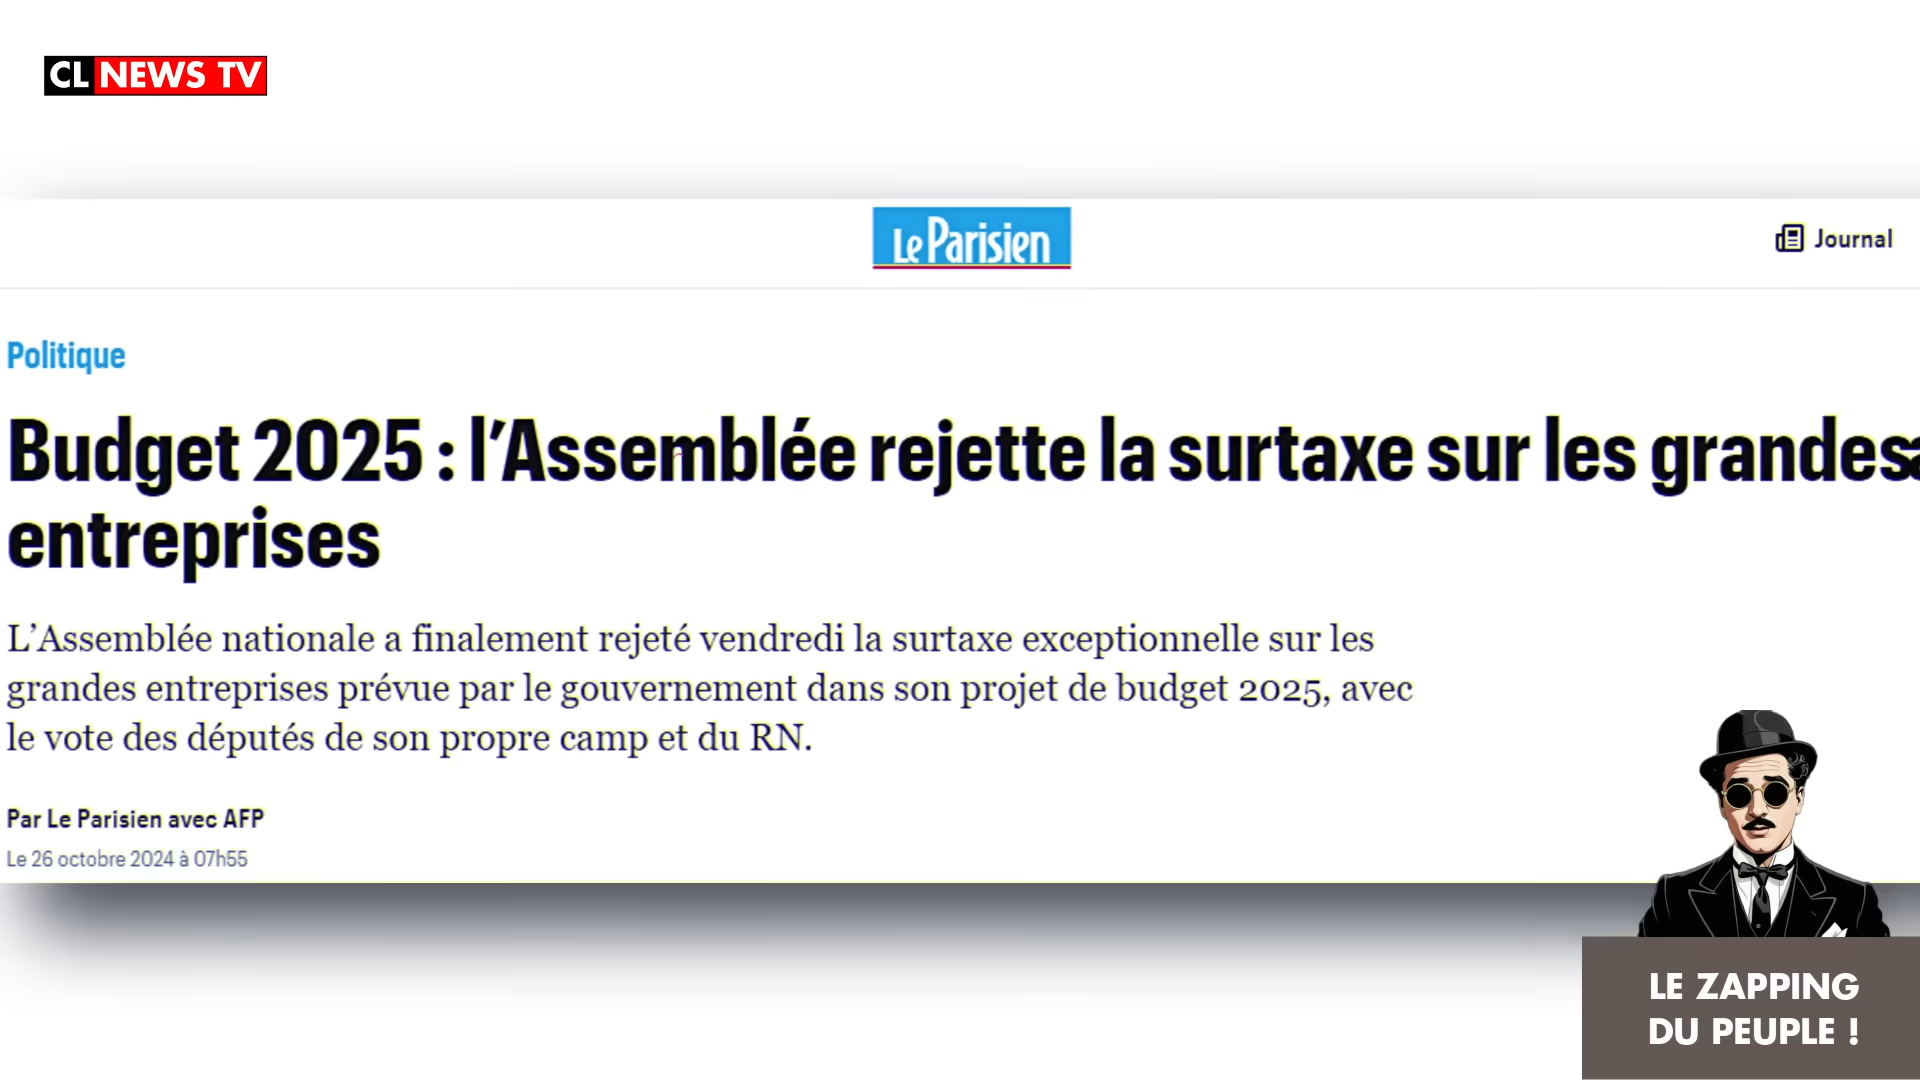 CL NEWS TV
Le Parisien
Journal
Politique
Budget 2025 : l’Assemblée rejette la surtaxe sur les grandes
entreprises
L’Assemblée nationale a finalement rejeté vendredi la surtaxe exceptionnelle sur les
grandes entreprises prévue par le gouvernement dans son projet de budget 2025, avec
le vote des députés de son propre camp et du RN.
Par Le Parisien avec AFP
Le 26 octobre 2024 à 07h55
LE ZAPPING
DU PEUPLE !